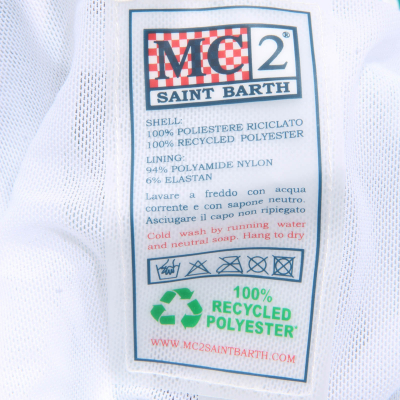 MC2®
SAINT BARTH
SHELL:
100% POLIESTERE RICICLATO
100% RECYCLED POLYESTER
LINING:
94% POLYAMIDE NYLON
6% ELASTAN
Lavare a freddo con acqua
corrente e con sapone neutro.
Asciugare il capo non ripiegato
Cold wash by running water
and neutral soap. Hang to dry
100%
RECYCLED
POLYESTER*
WWW.MC2SAINTBARTH.COM